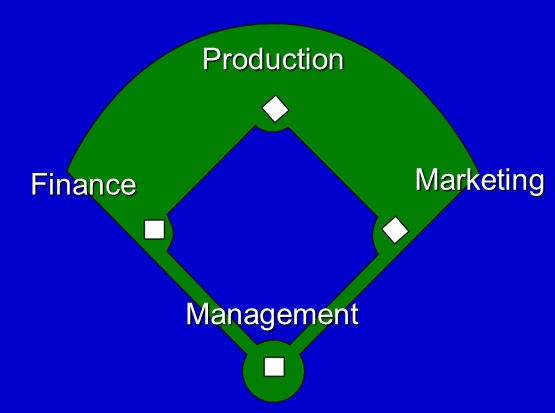 Production
Finance
Marketing
Management